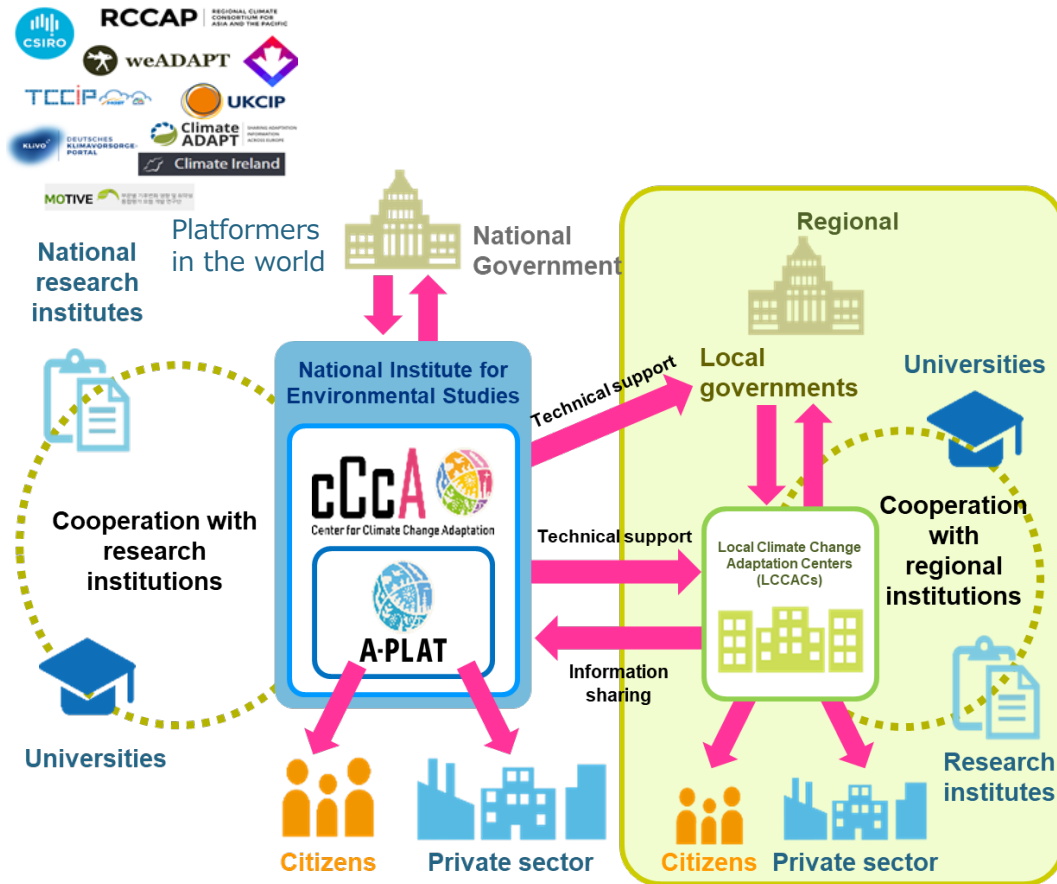 CSIRO
RCCAP
REGIONAL CLIMATE
CONSORTIUM FOR
ASIA AND THE PACIFIC
weADAPT
TCCiP
UKCIP
KLiVO
DEUTSCHES
KLIMAVORSORGE-
PORTAL
Climate
ADAPT
SHARING ADAPTATION
INFORMATION
ACROSS EUROPE
Climate Ireland
MOTIVE
Platformers
in the world
National
Government
Regional
National
research
institutes
National Institute for
Environmental Studies
Technical support
Local
governments
Universities
cCcA
Center for Climate Change Adaptation
Cooperation with
research
institutions
Technical support
Local Climate Change
Adaptation Centers
(LCCACs)
Cooperation
with
regional
institutions
A-PLAT
Information
sharing
Universities
Research
institutes
Citizens
Private sector
Citizens
Private sector